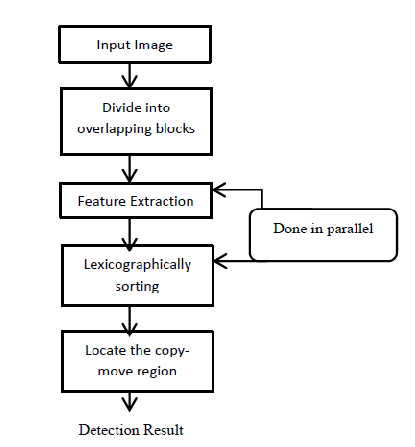 Input Image
Divide into
overlapping blocks
Feature Extraction
Done in parallel
Lexicographically
sorting
Locate the copy-
move region
Detection Result